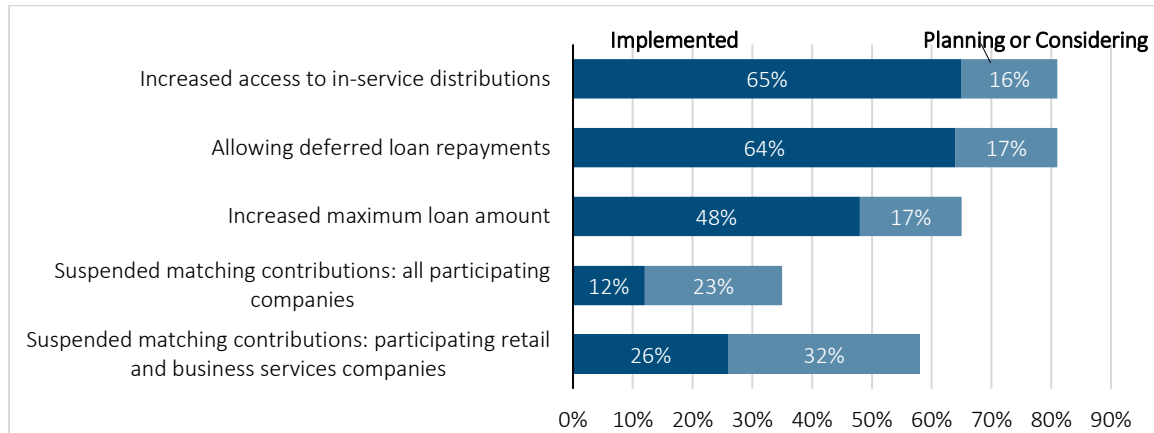 Implemented
Planning or Considering
Increased access to in-service distributions
65%
16%
Allowing deferred loan repayments
64%
17%
Increased maximum loan amount
48%
17%
Suspended matching contributions: all participating
companies
12%
23%
Suspended matching contributions: participating retail
and business services companies
26%
32%
0% 10% 20% 30% 40% 50% 60% 70% 80% 90%